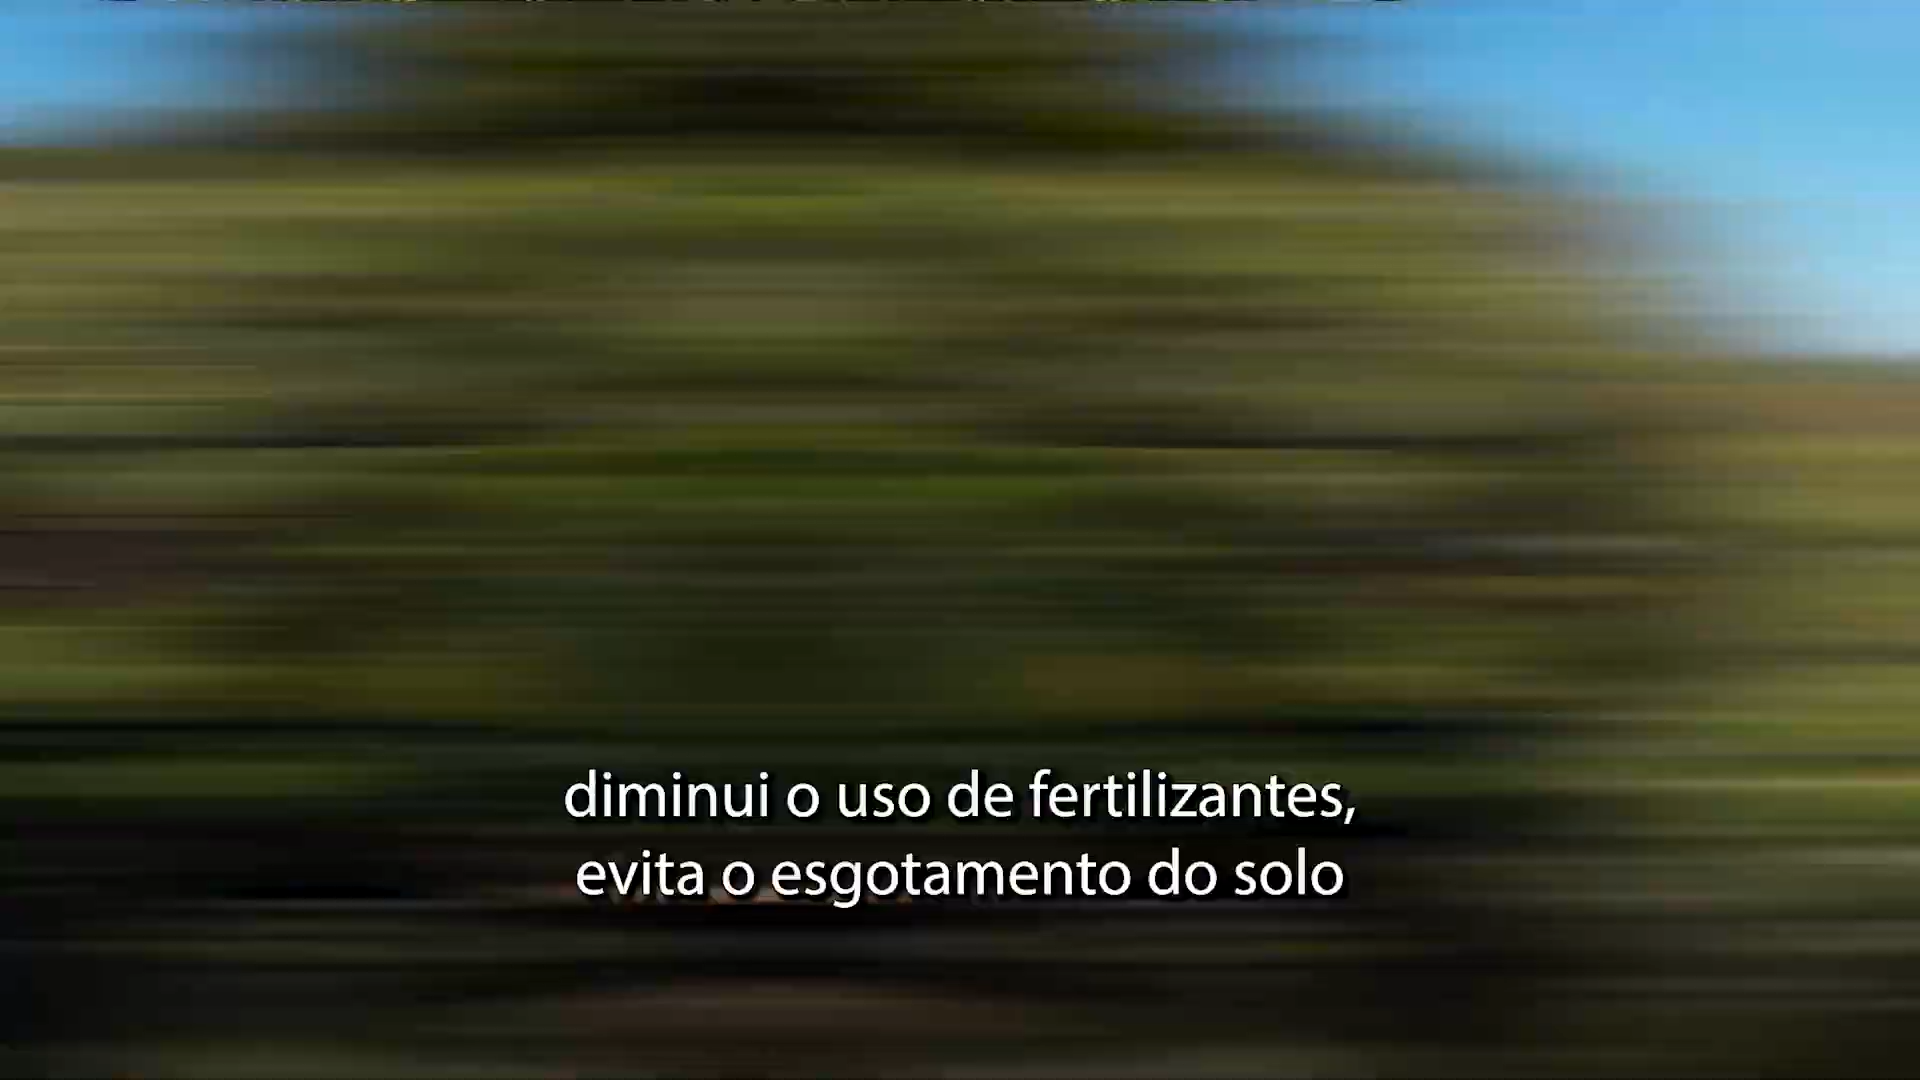 diminui o uso de fertilizantes,
evita o esgotamento do solo